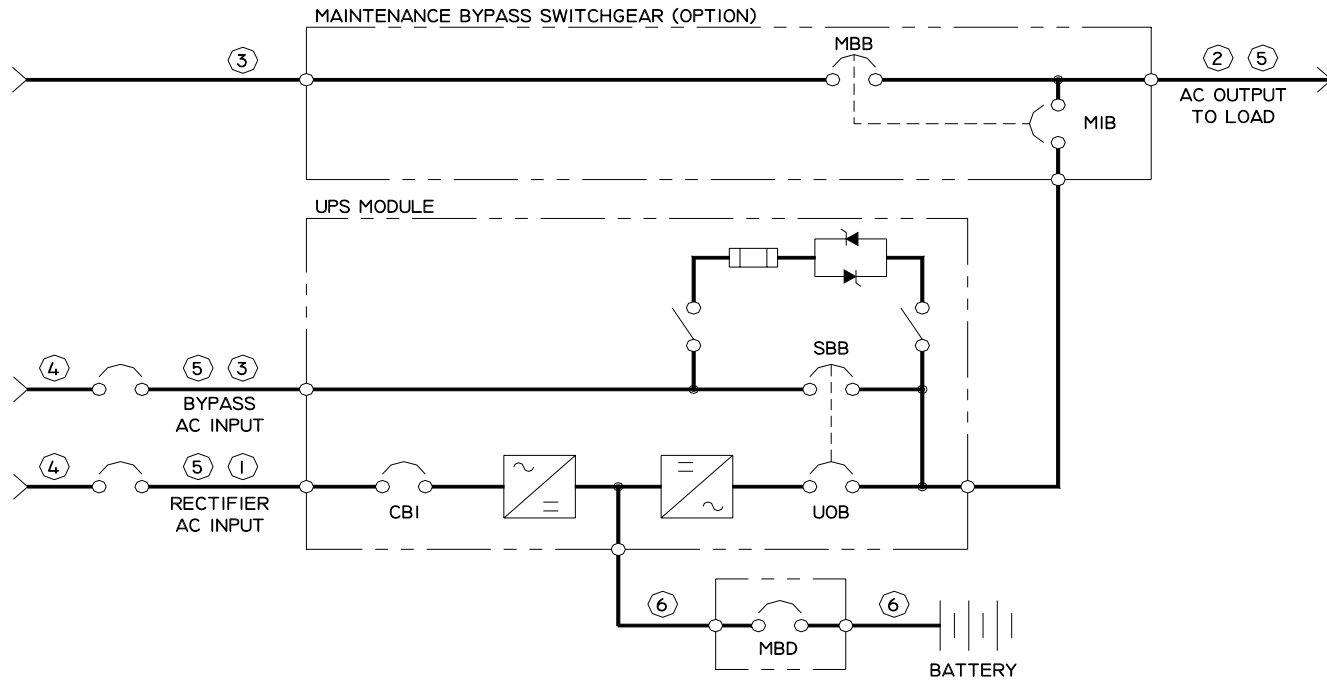 MAINTENANCE BYPASS SWITCHGEAR (OPTION)
3
MBB
2 5
AC OUTPUT
TO LOAD
MIB
UPS MODULE
SBB
4
5 3
BYPASS
AC INPUT
4
5 1
RECTIFIER
AC INPUT
CB1
UOB
6
MBD
6
BATTERY